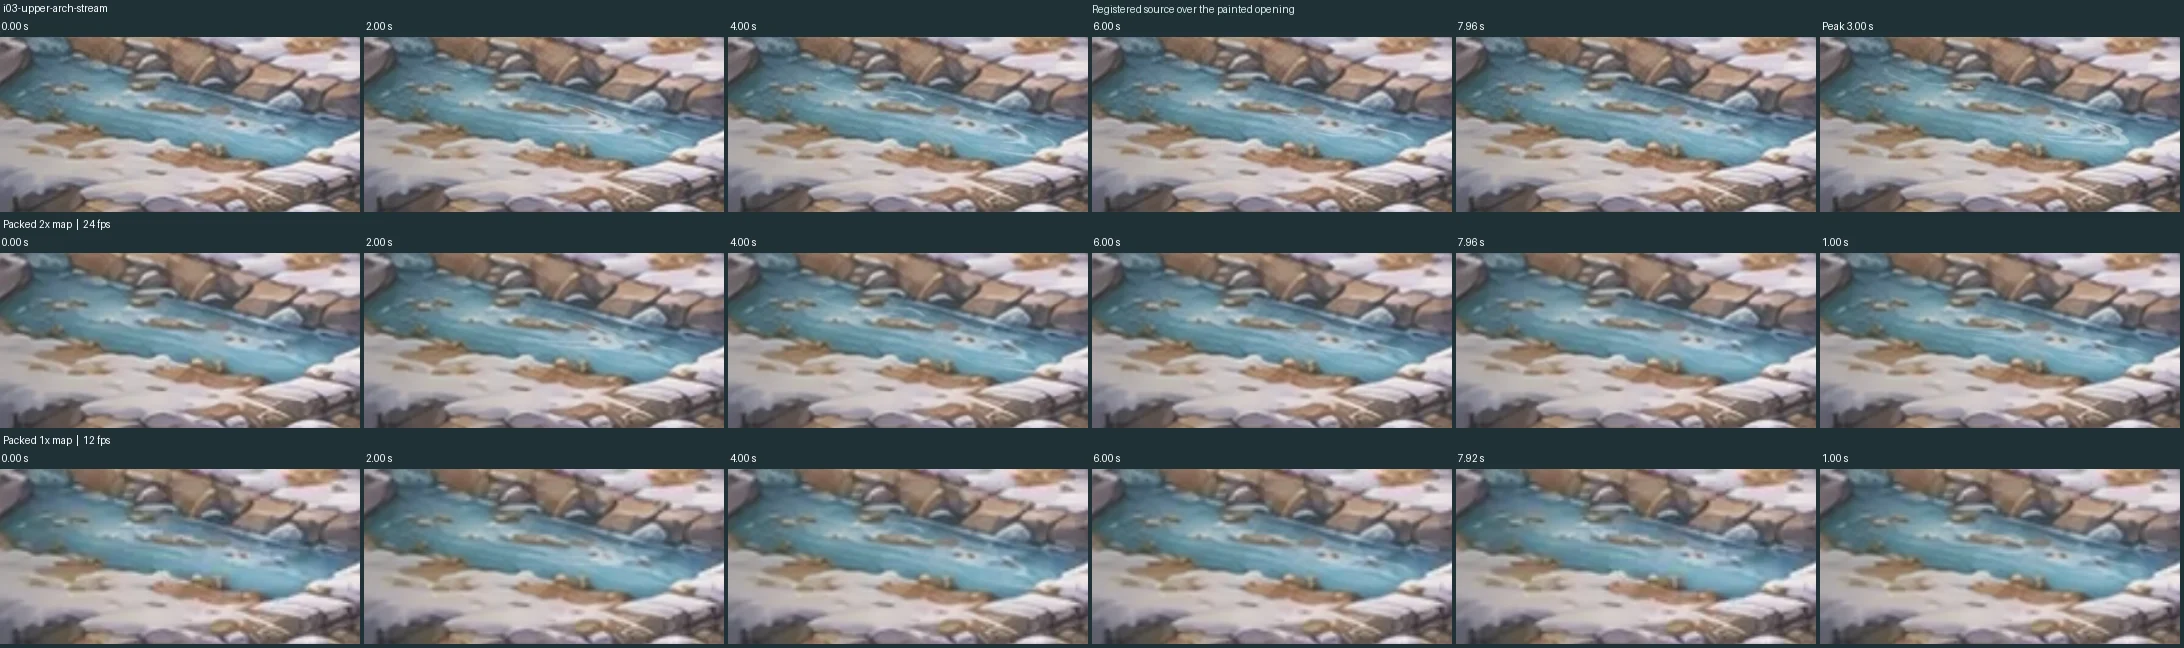 i03-upper-arch-stream
Registered source over the painted opening
0.00 s
2.00 s
4.00 s
6.00 s
7.96 s
Peak 3.00 s
Packed 2x map | 24 fps
0.00 s
2.00 s
4.00 s
6.00 s
7.96 s
1.00 s
Packed 1x map | 12 fps
0.00 s
2.00 s
4.00 s
6.00 s
7.92 s
1.00 s